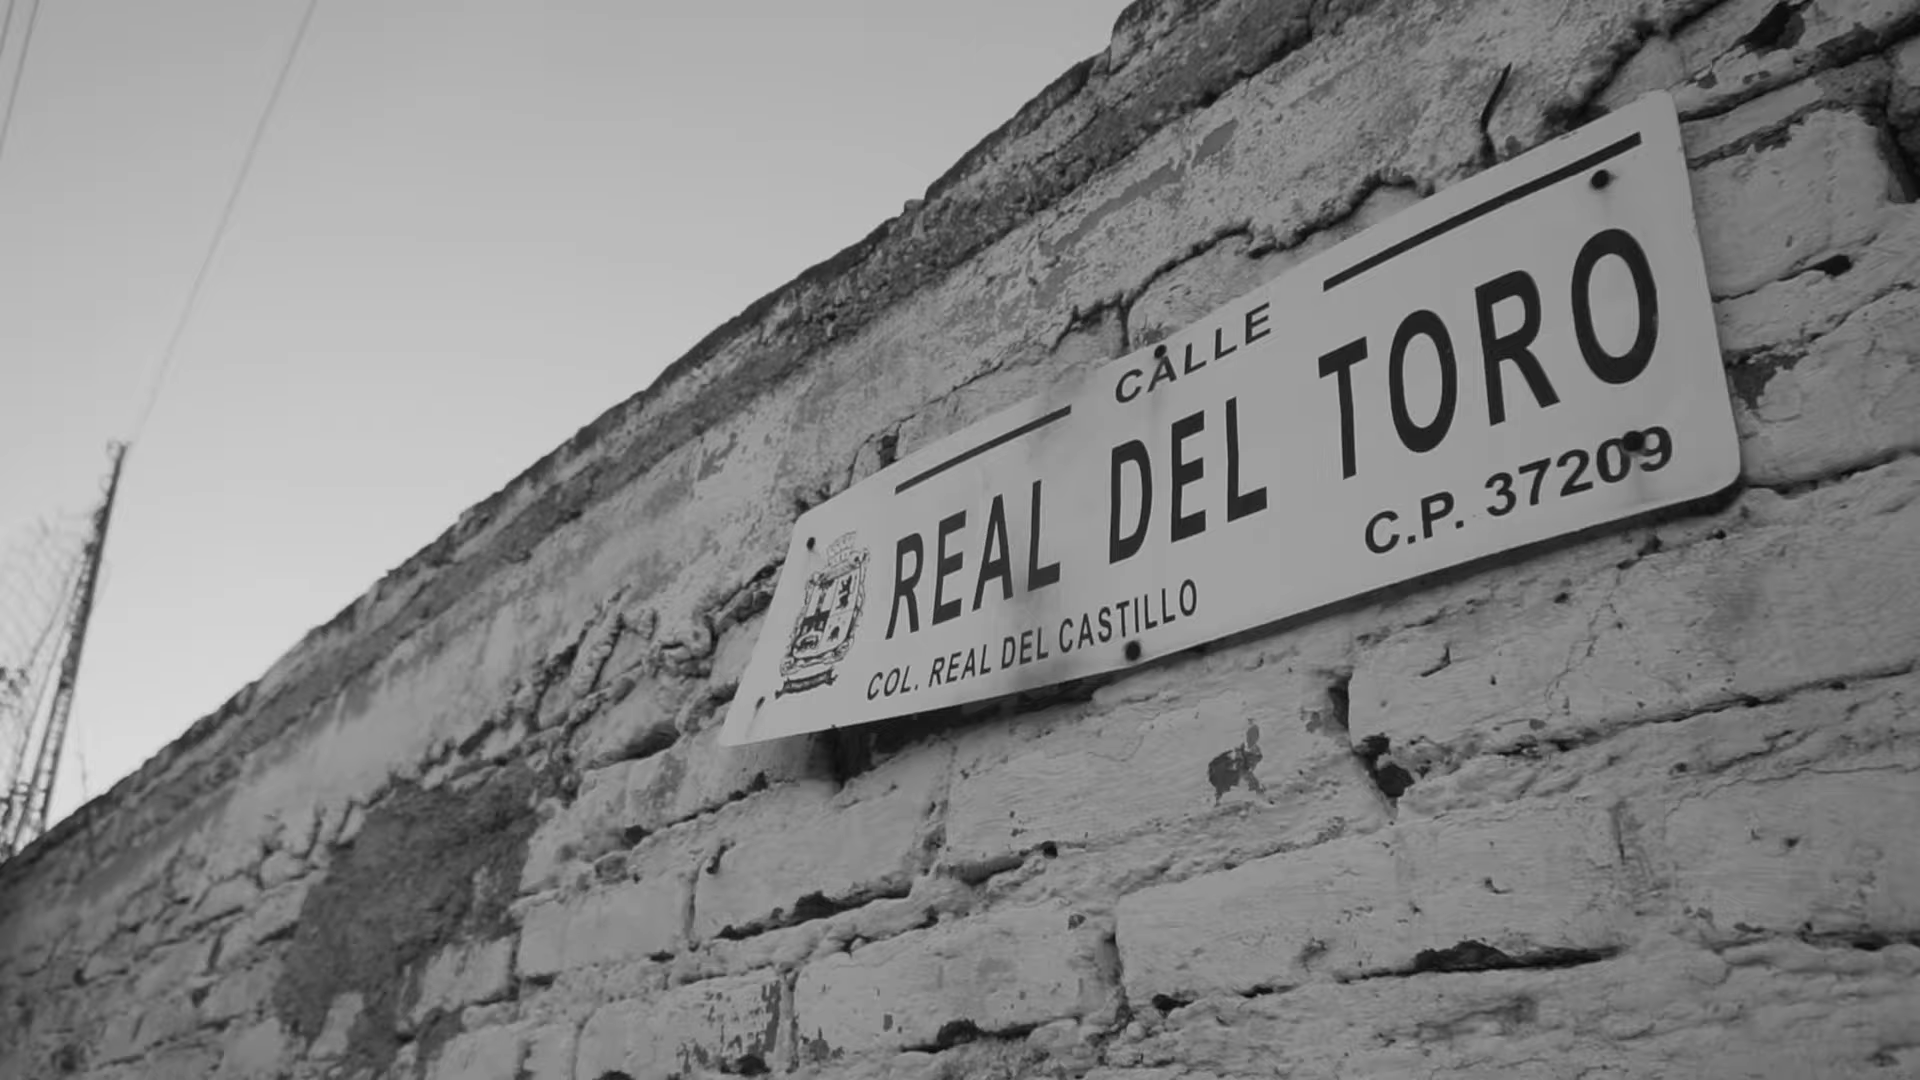 CALLE
REAL DEL TORO
C.P. 37209
COL. REAL DEL CASTILLO